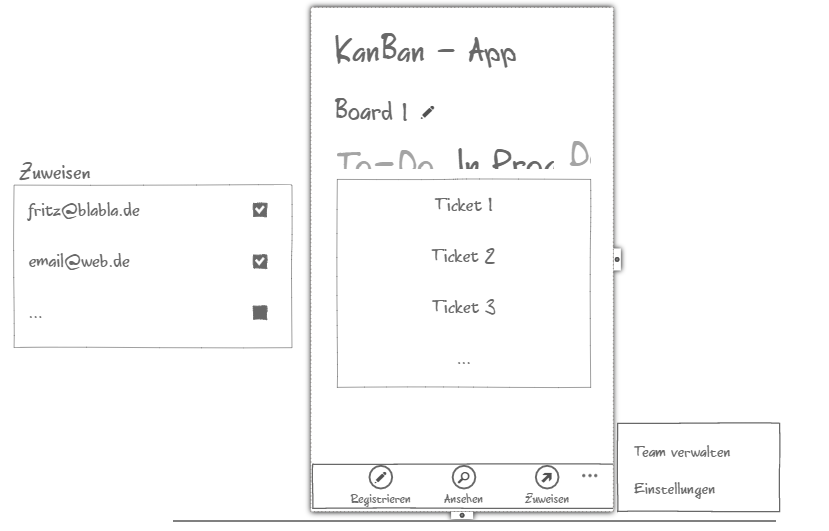 KanBan - App
Board 1
To-Do In Prog D
Zuweisen
fritz@blabla.de
email@web.de
...
Ticket 1
Ticket 2
Ticket 3
...
Registrieren Ansehen Zuweisen ...
Team verwalten
Einstellungen